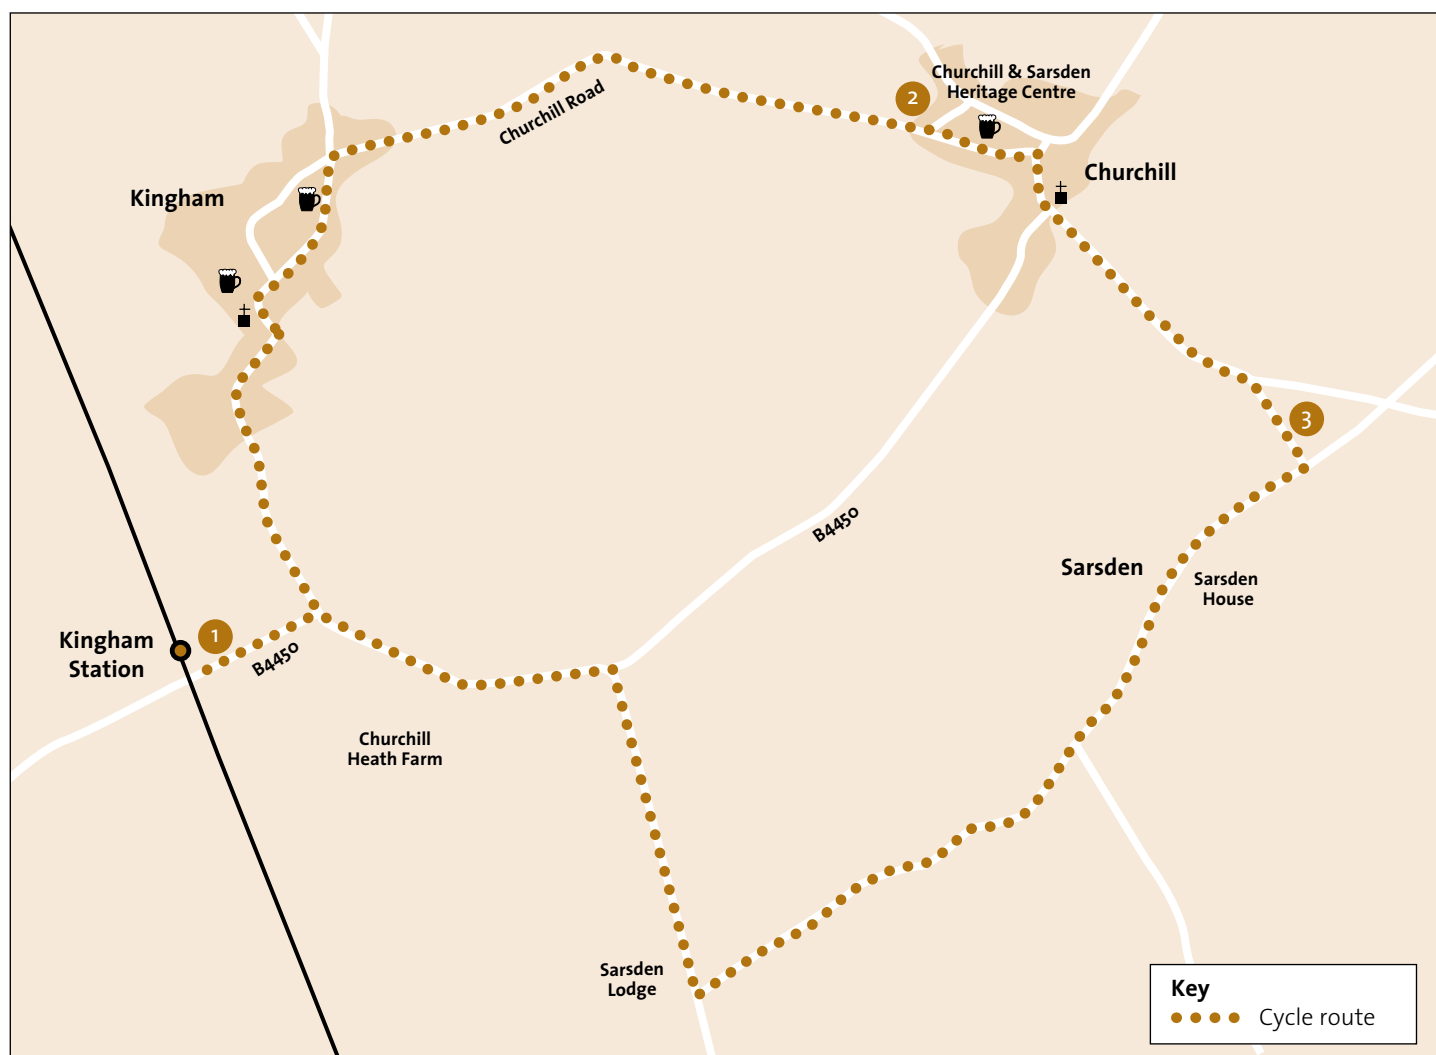 Churchill & Sarsden
Heritage Centre
2
Churchill Road
Churchill
Kingham
3
B4450
Sarsden
Sarsden
House
1
Kingham
Station
B4450
Churchill
Heath Farm
Sarsden
Lodge
Key
Cycle route